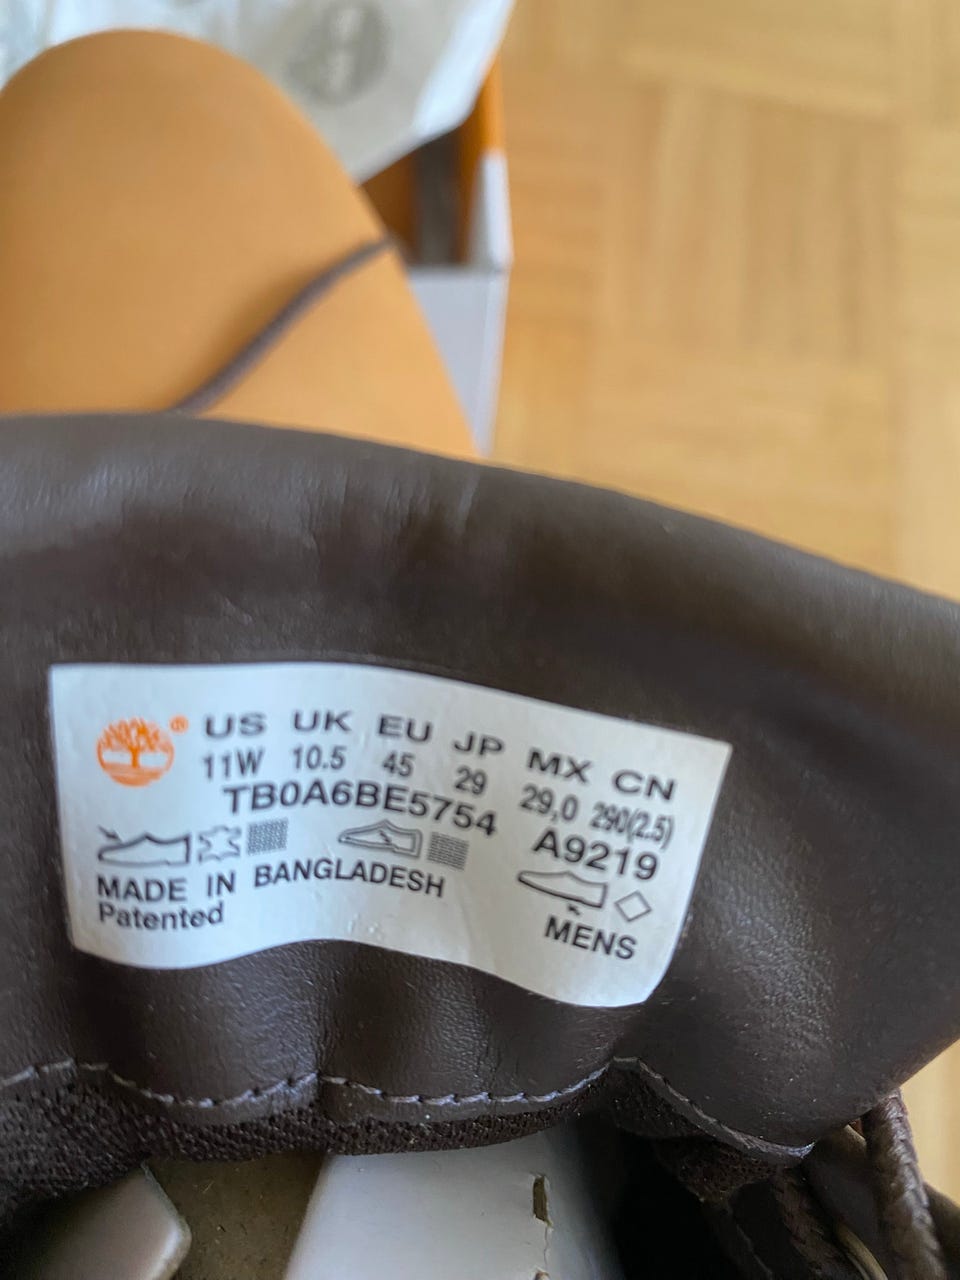 ®
US UK EU JP MX CN
11W 10.5 45 29 29,0 290(2.5)
TB0A6BE5754 A9219
MADE IN BANGLADESH
Patented
MENS